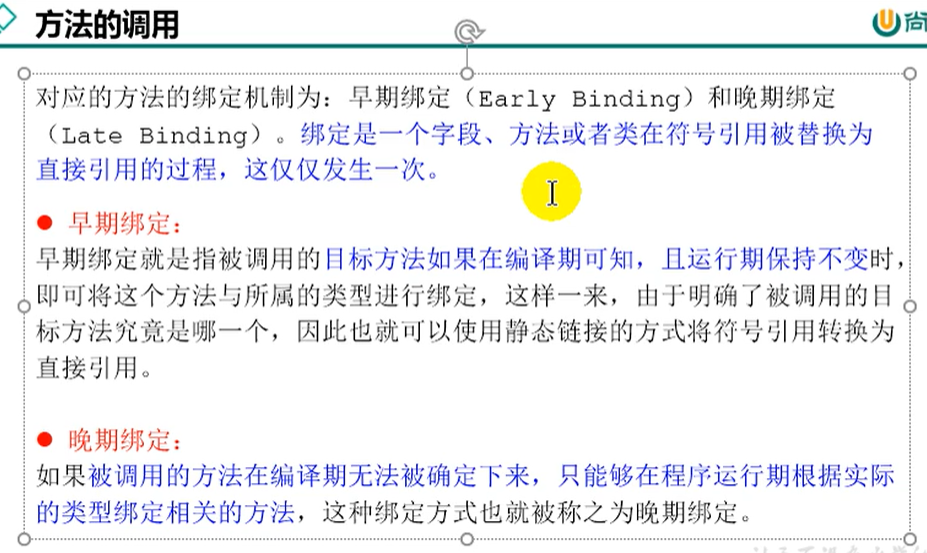 方法的调用
尚
对应的方法的绑定机制为：早期绑定（Early Binding）和晚期绑定
（Late Binding）。绑定是一个字段、方法或者类在符号引用被替换为
直接引用的过程，这仅仅发生一次。
● 早期绑定：
早期绑定就是指被调用的目标方法如果在编译期可知，且运行期保持不变时，
即可将这个方法与所属的类型进行绑定，这样一来，由于明确了被调用的目
标方法究竟是哪一个，因此也就可以使用静态链接的方式将符号引用转换为
直接引用。
● 晚期绑定：
如果被调用的方法在编译期无法被确定下来，只能够在程序运行期根据实际
的类型绑定相关的方法，这种绑定方式也就被称之为晚期绑定。